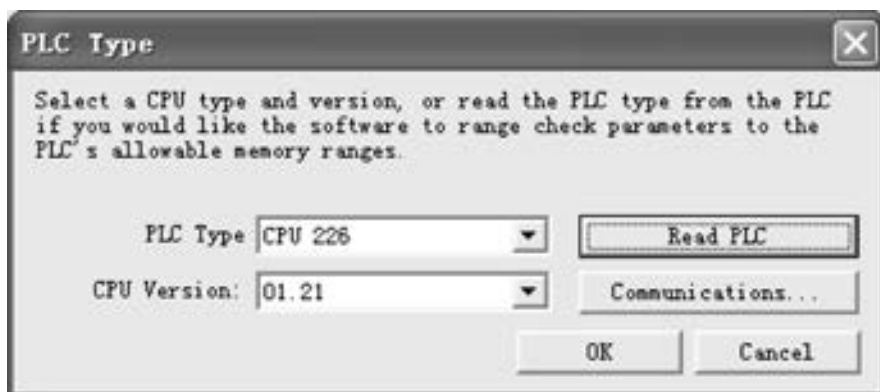 PLC Type
Select a CPU type and version, or read the PLC type from the PLC
if you would like the software to range check parameters to the
PLC's allowable memory ranges.
PLC Type CPU 226 Read PLC
CPU Version: 01.21 Communications...
OK Cancel